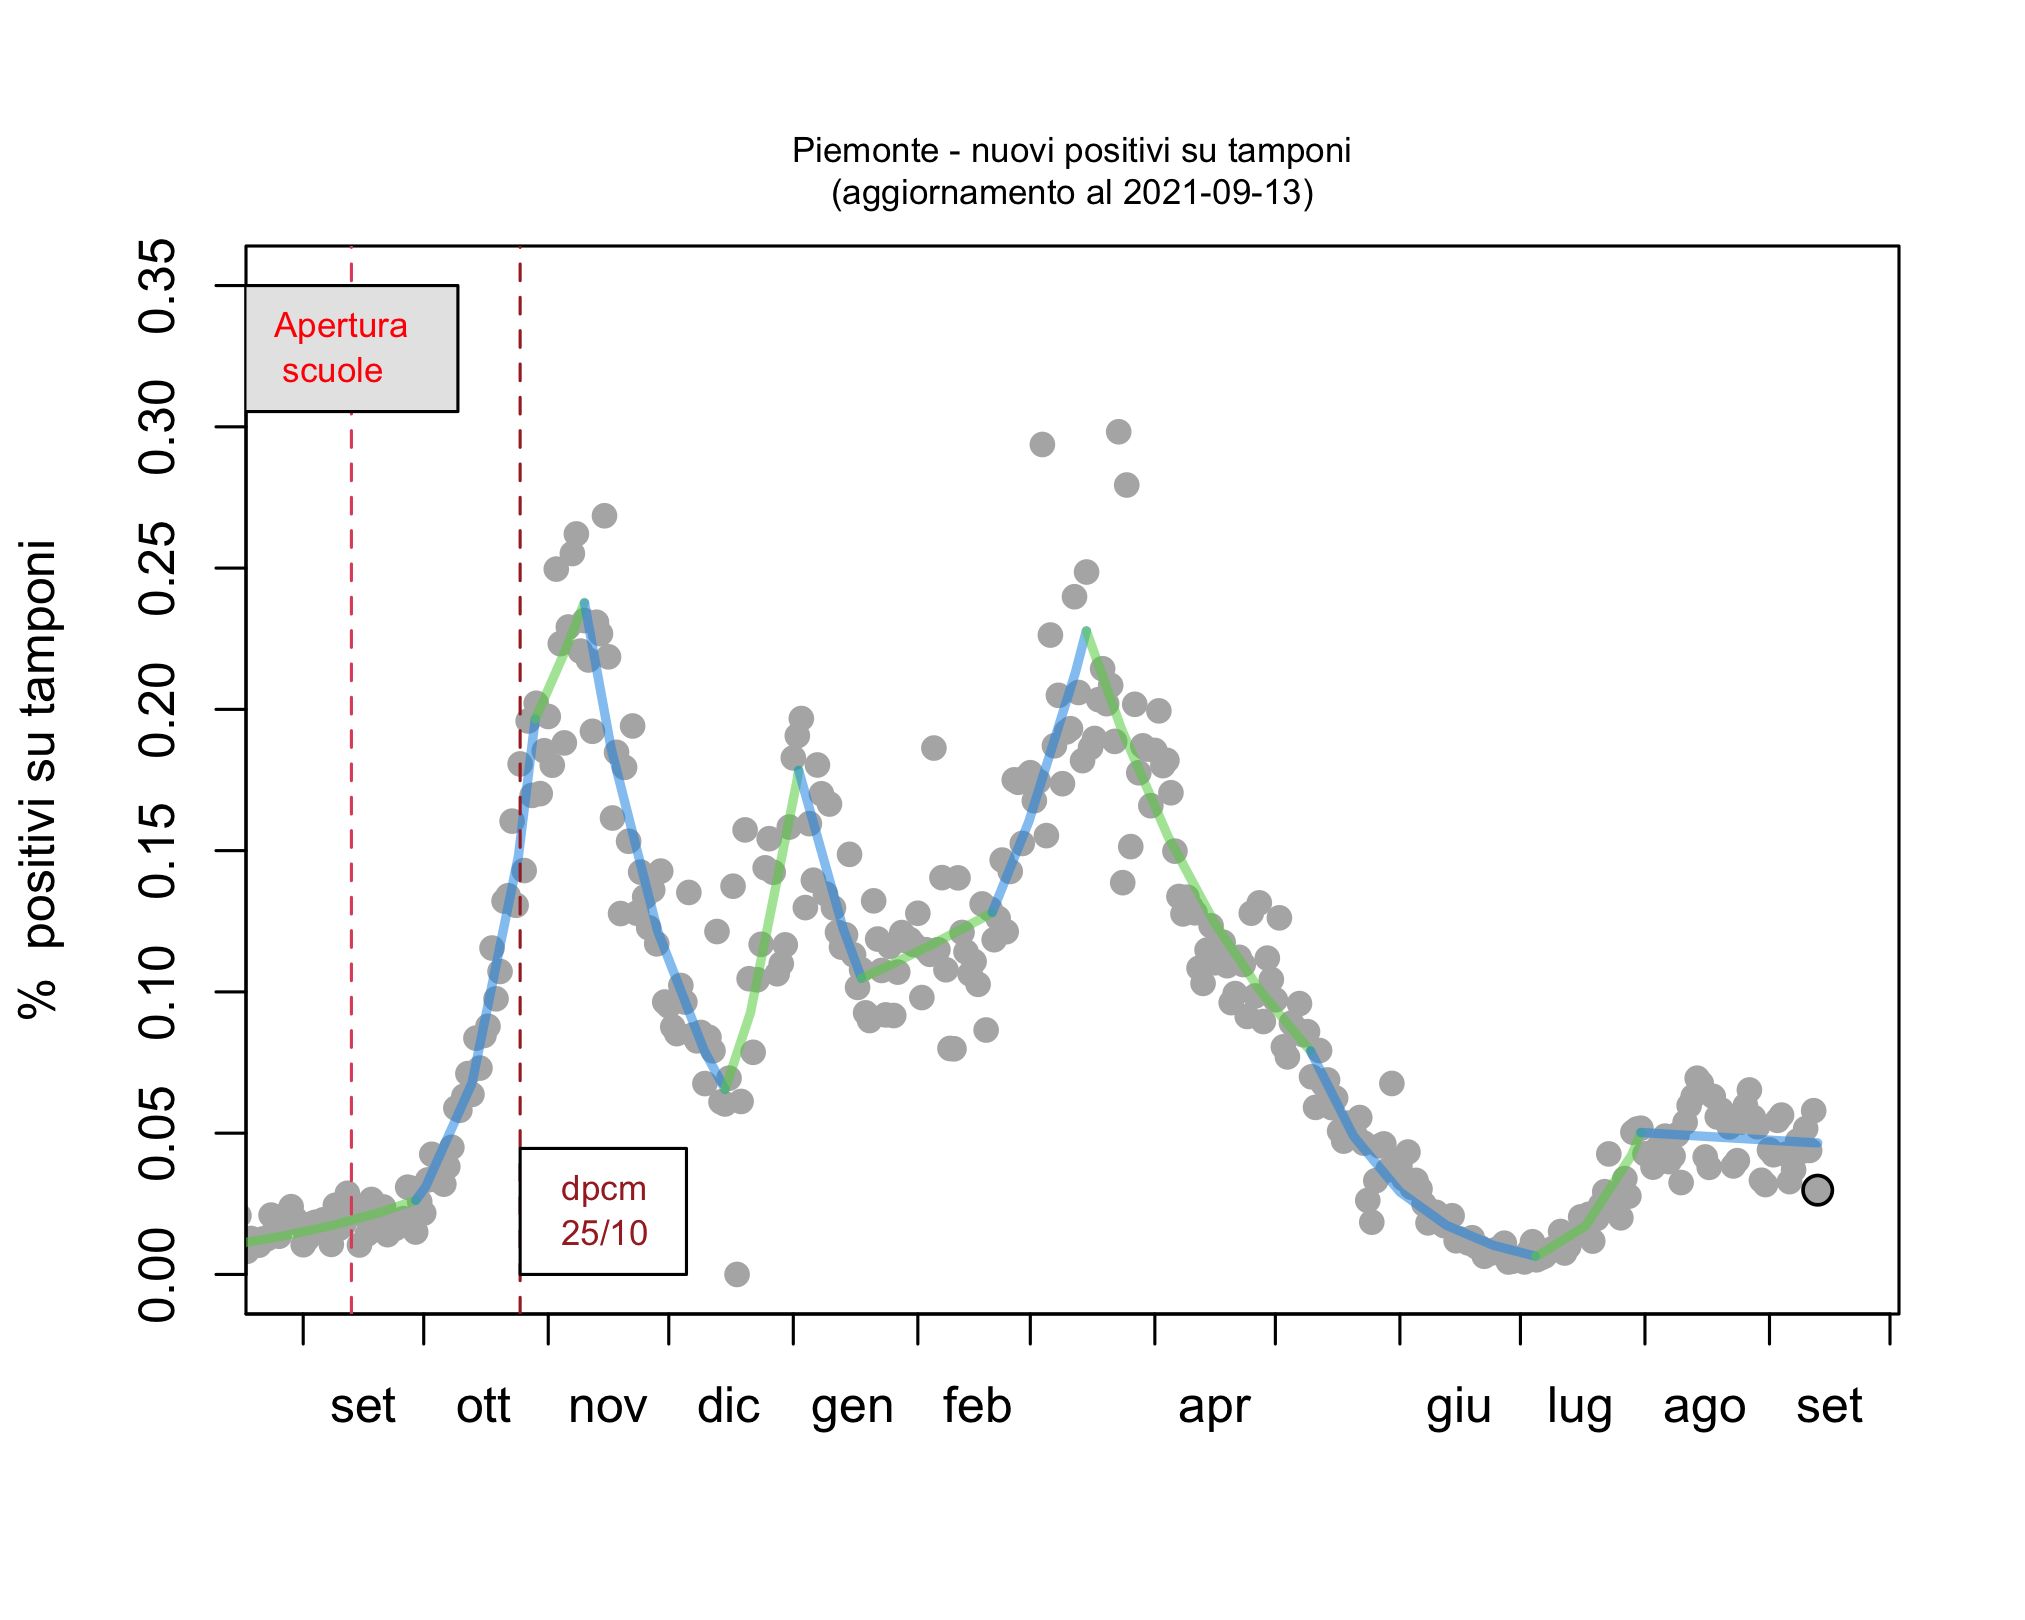 Piemonte - nuovi positivi su tamponi
(aggiornamento al 2021-09-13)
% positivi su tamponi
0.35
0.30
0.25
0.20
0.15
0.10
0.05
0.00
Apertura
scuole
dpcm
25/10
set ott nov dic gen feb apr giu lug ago set